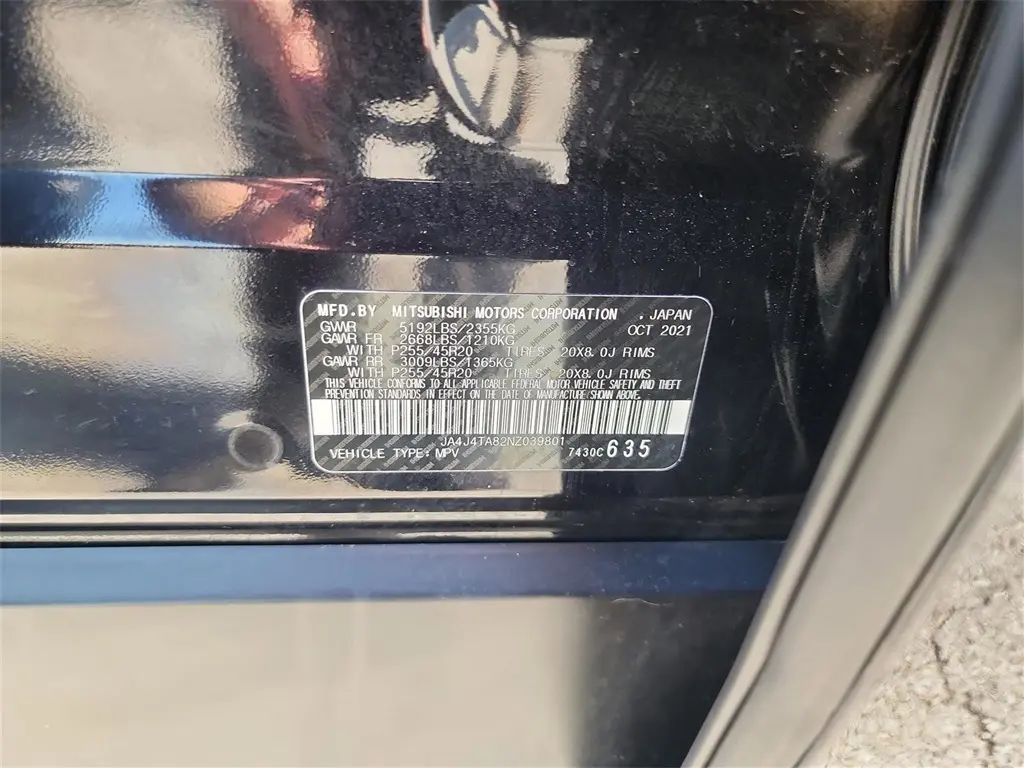 MFD.BY MITSUBISHI MOTORS CORPORATION . JAPAN
GWR 5192LBS/2355KG OCT 2021
GAWR FR 2668LBS/1210KG
WITH P255/45R20 TIRES 20X8.0J RIMS
GAWR RR 3009LBS/1365KG
WITH P255/45R20 TIRES 20X8.0J RIMS
THIS VEHICLE CONFORMS TO ALL APPLICABLE FEDERAL MOTOR VEHICLE SAFETY AND THEFT
PREVENTION STANDARDS IN EFFECT ON THE DATE OF MANUFACTURE SHOWN ABOVE.
JA4J4TA82NZ039801
VEHICLE TYPE: MPV 7430C 635